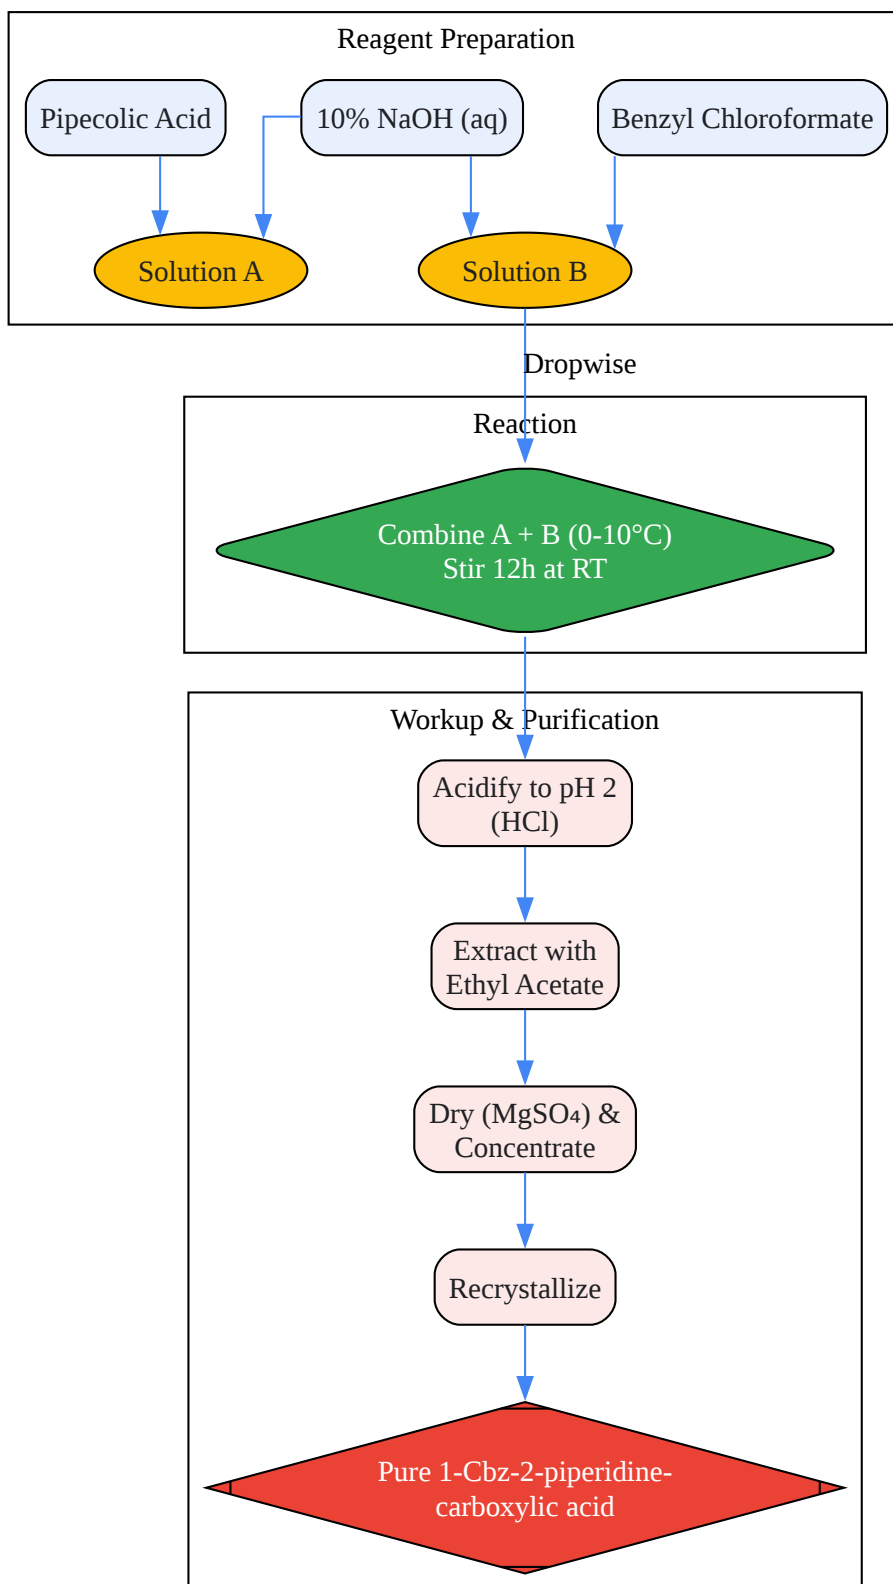 Reagent Preparation
Pipecolic Acid
10% NaOH (aq)
Benzyl Chloroformate
Solution A
Solution B
Dropwise
Reaction
Combine A + B (0-10°C)
Stir 12h at RT
Workup & Purification
Acidify to pH 2
(HCl)
Extract with
Ethyl Acetate
Dry (MgSO₄) &
Concentrate
Recrystallize
Pure 1-Cbz-2-piperidine-
carboxylic acid